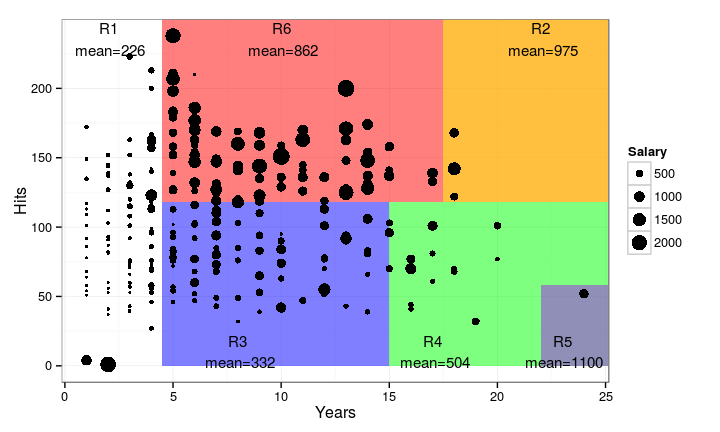 R1
R6
R2
mean=226
mean=862
mean=975
200
150
100
50
0
Hits
R3
R4
R5
mean=332
mean=504
mean=1100
0
5
10
15
20
25
Years
Salary
500
1000
1500
2000